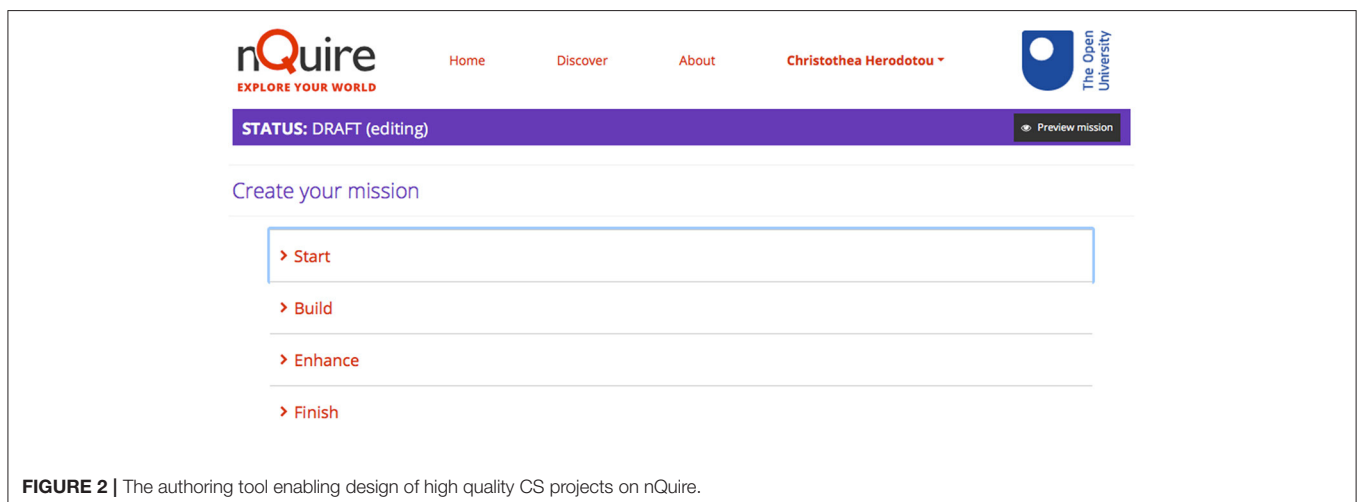 nQuire
EXPLORE YOUR WORLD
Home Discover About Christothea Herodotou
The Open
University
STATUS: DRAFT (editing) Preview mission
Create your mission
Start
Build
Enhance
Finish
FIGURE 2 | The authoring tool enabling design of high quality CS projects on nQuire.